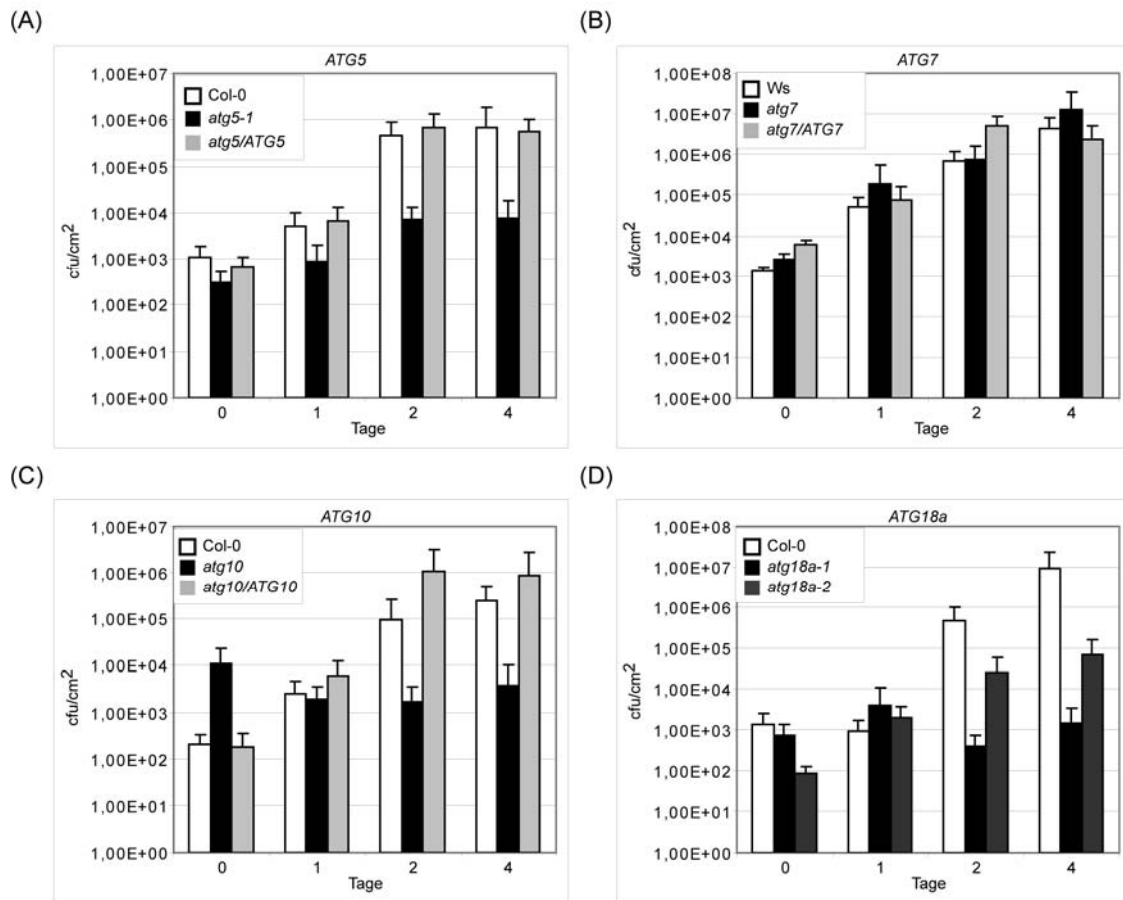 (A)
ATG5
1,00E+07
1,00E+06
1,00E+05
1,00E+04
1,00E+03
1,00E+02
1,00E+01
1,00E+00
cfu/cm2
Col-0
atg5-1
atg5/ATG5
0 1 2 4
Tage
(B)
ATG7
1,00E+08
1,00E+07
1,00E+06
1,00E+05
1,00E+04
1,00E+03
1,00E+02
1,00E+01
1,00E+00
cfu/cm2
Ws
atg7
atg7/ATG7
0 1 2 4
Tage
(C)
ATG10
1,00E+07
1,00E+06
1,00E+05
1,00E+04
1,00E+03
1,00E+02
1,00E+01
1,00E+00
cfu/cm2
Col-0
atg10
atg10/ATG10
0 1 2 4
Tage
(D)
ATG18a
1,00E+08
1,00E+07
1,00E+06
1,00E+05
1,00E+04
1,00E+03
1,00E+02
1,00E+01
1,00E+00
cfu/cm2
Col-0
atg18a-1
atg18a-2
0 1 2 4
Tage